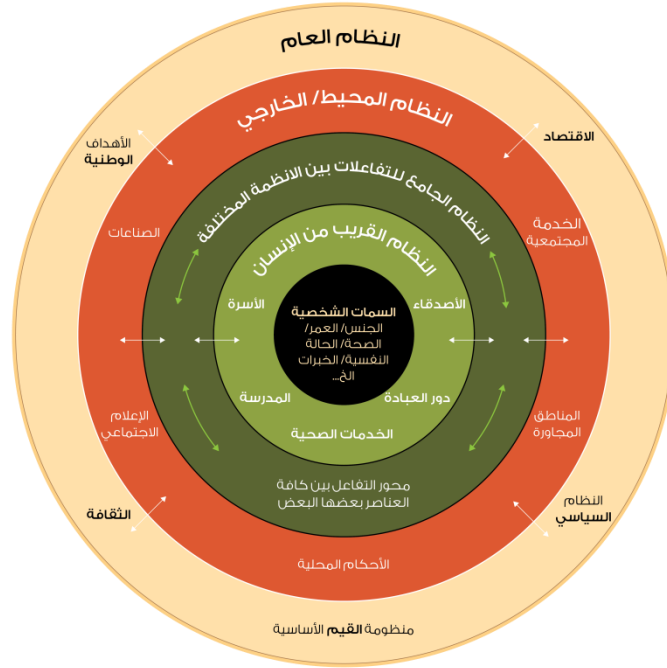 النظام العام
النظام المحيط/ الخارجي
النظام الجامع للتفاعلات بين الانظمة المختلفة
النظام القريب من الإنسان
الاقتصاد
الأهداف
الوطنية
الخدمة
المجتمعية
الصناعات
الأصدقاء
الأسرة
السمات الشخصية
الجنس/ العمر/
الصحة/ الحالة
النفسية/ الخبرات
الخ...
دور العبادة
المدرسة
الخدمات الصحية
المناطق
المجاورة
الإعلام
الاجتماعي
محور التفاعل بين كافة
العناصر بعضها البعض
النظام
السياسي
الثقافة
الأحكام المحلية
منظومة القيم الأساسية